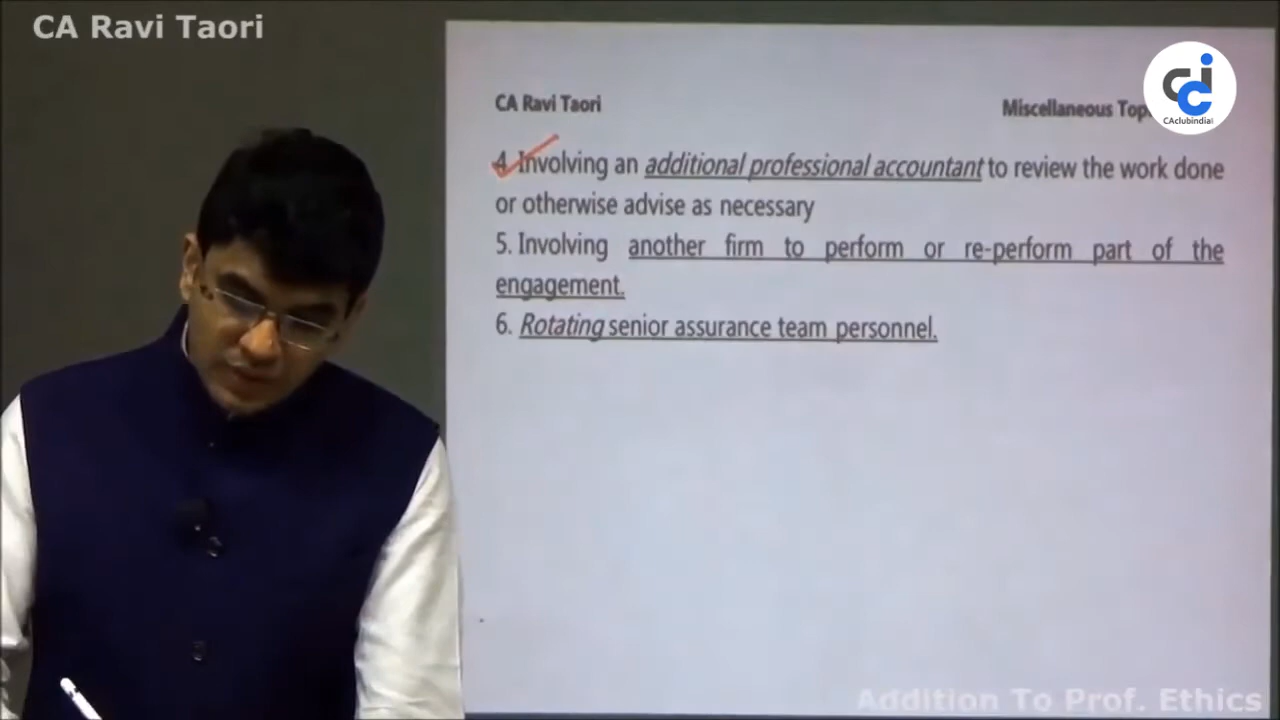 CA Ravi Taori
CAclubindia
CA Ravi Taori
Miscellaneous
4. Involving an additional professional accountant to review the work done
or otherwise advise as necessary
5. Involving another firm to perform or re-perform part of the
engagement.
6. Rotating senior assurance team personnel.
Addition To Prof. Ethics